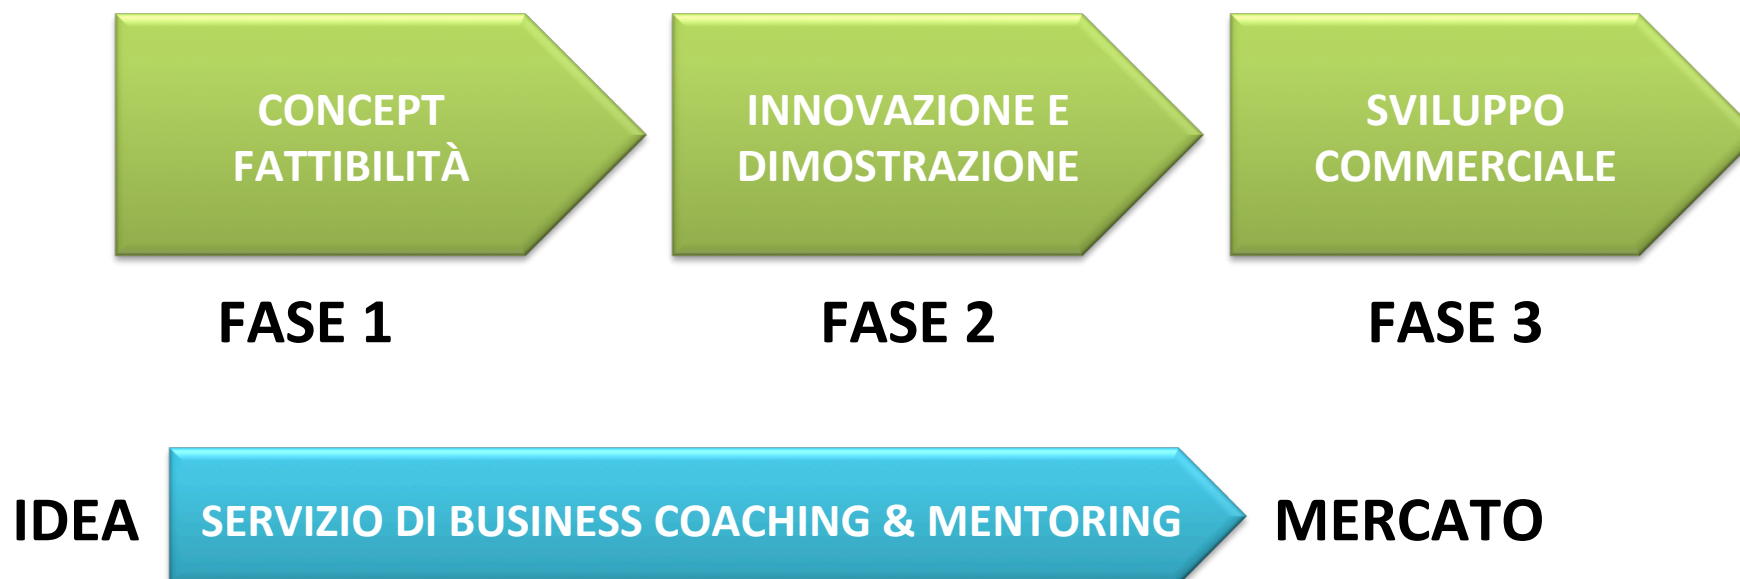 CONCEPT
FATTIBILITÀ
INNOVAZIONE E
DIMOSTRAZIONE
SVILUPPO
COMMERCIALE
FASE 1
FASE 2
FASE 3
IDEA
SERVIZIO DI BUSINESS COACHING & MENTORING
MERCATO